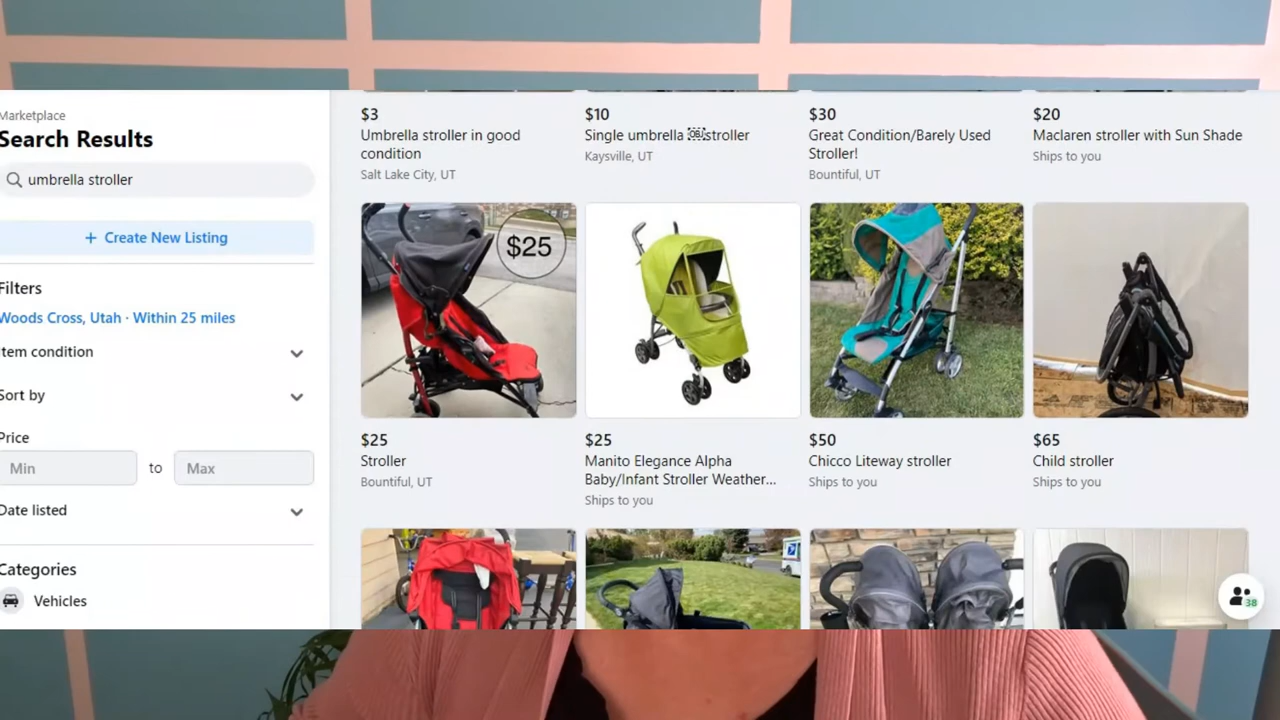 Marketplace
Search Results
umbrella stroller
+ Create New Listing
Filters
Woods Cross, Utah · Within 25 miles
Item condition
Sort by
Price
Min
to
Max
Date listed
Categories
Vehicles
$3
Umbrella stroller in good
condition
Salt Lake City, UT
$10
Single umbrella stroller
Kaysville, UT
$30
Great Condition/Barely Used
Stroller!
Bountiful, UT
$20
Maclaren stroller with Sun Shade
Ships to you
$25
$25
Stroller
Bountiful, UT
$25
Manito Elegance Alpha
Baby/Infant Stroller Weather...
Ships to you
$50
Chicco Liteway stroller
Ships to you
$65
Child stroller
Ships to you
38